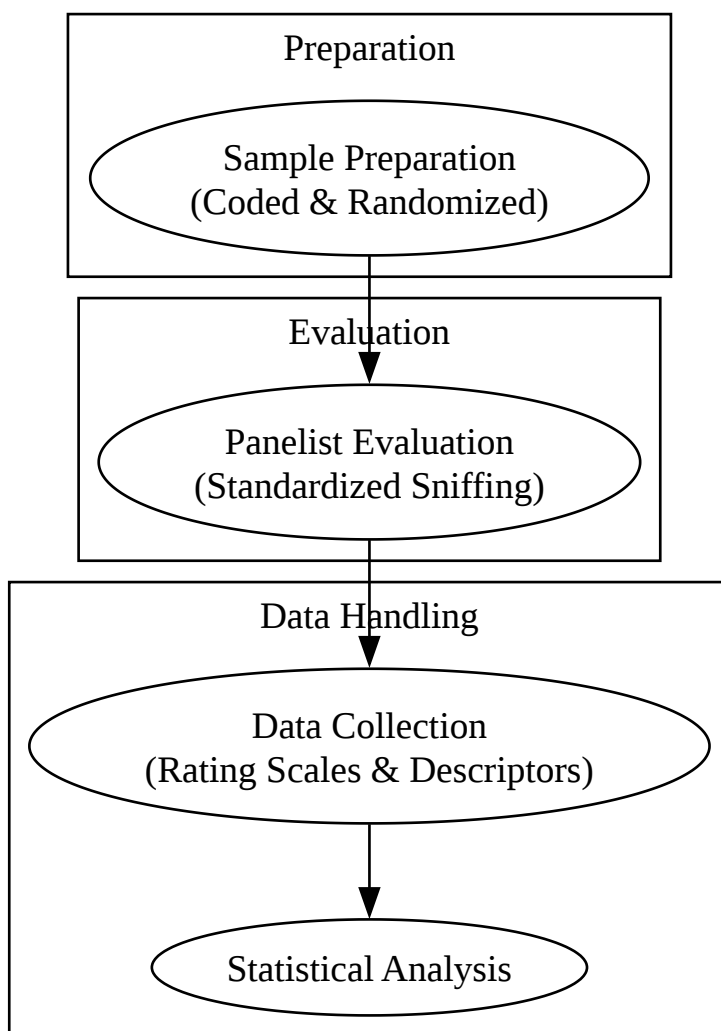 Preparation
Sample Preparation
(Coded & Randomized)
Evaluation
Panelist Evaluation
(Standardized Sniffing)
Data Handling
Data Collection
(Rating Scales & Descriptors)
Statistical Analysis